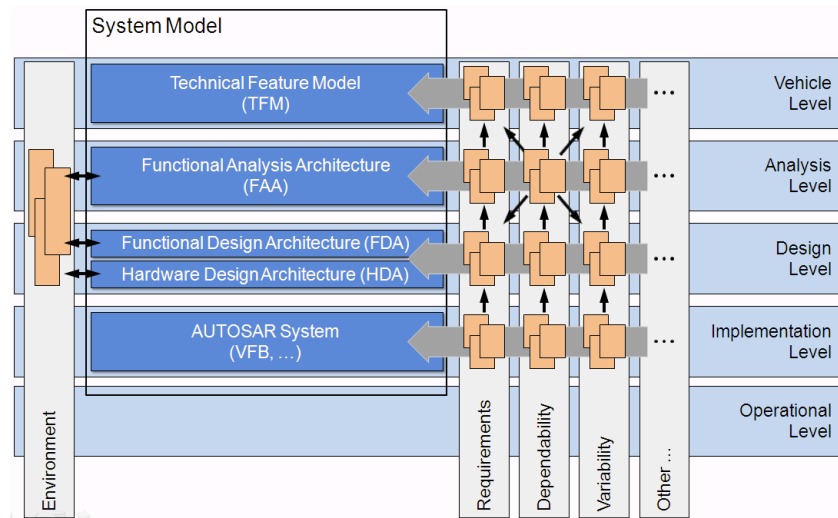 System Model
Technical Feature Model
(TFM)
...
Vehicle
Level
Functional Analysis Architecture
(FAA)
...
Analysis
Level
Functional Design Architecture (FDA)
Hardware Design Architecture (HDA)
...
Design
Level
AUTOSAR System
(VFB, ...)
...
Implementation
Level
Operational
Level
Environment
Requirements
Dependability
Variability
Other ...